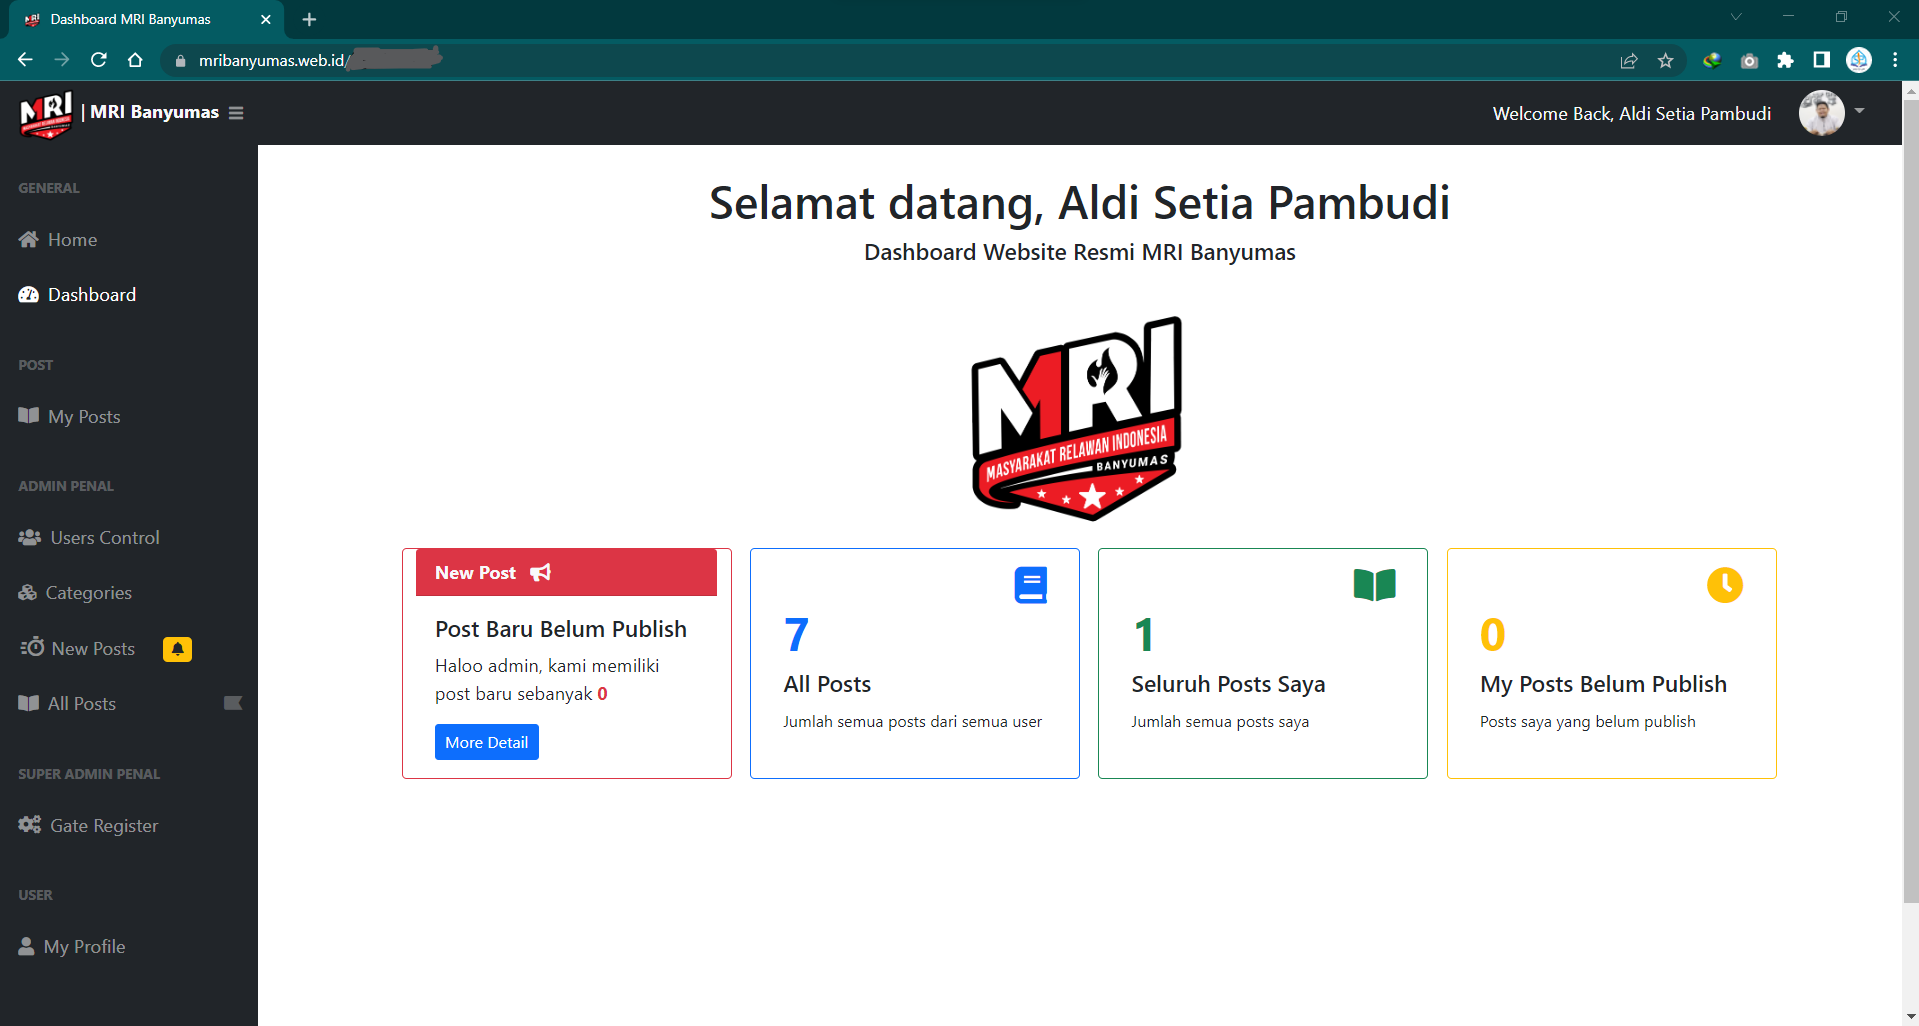 Dashboard MRI Banyumas
mribanyumas.web.id/
MRI
| MRI Banyumas
Welcome Back, Aldi Setia Pambudi
GENERAL
Home
Dashboard
POST
My Posts
ADMIN PENAL
Users Control
Categories
New Posts
All Posts
SUPER ADMIN PENAL
Gate Register
USER
My Profile
Selamat datang, Aldi Setia Pambudi
Dashboard Website Resmi MRI Banyumas
MRI
MASYARAKAT RELAWAN INDONESIA
BANYUMAS
New Post
Post Baru Belum Publish
Haloo admin, kami memiliki
post baru sebanyak 0
More Detail
7
All Posts
Jumlah semua posts dari semua user
1
Seluruh Posts Saya
Jumlah semua posts saya
0
My Posts Belum Publish
Posts saya yang belum publish